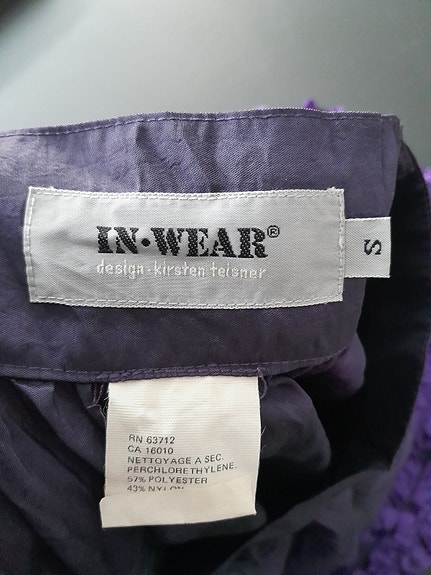 IN·WEAR®
design·kirsten teisner
S
RN 63712
CA 16010
NETTOYAGE A SEC.
PERCHLORETHYLENE.
57% POLYESTER
43% NYLON